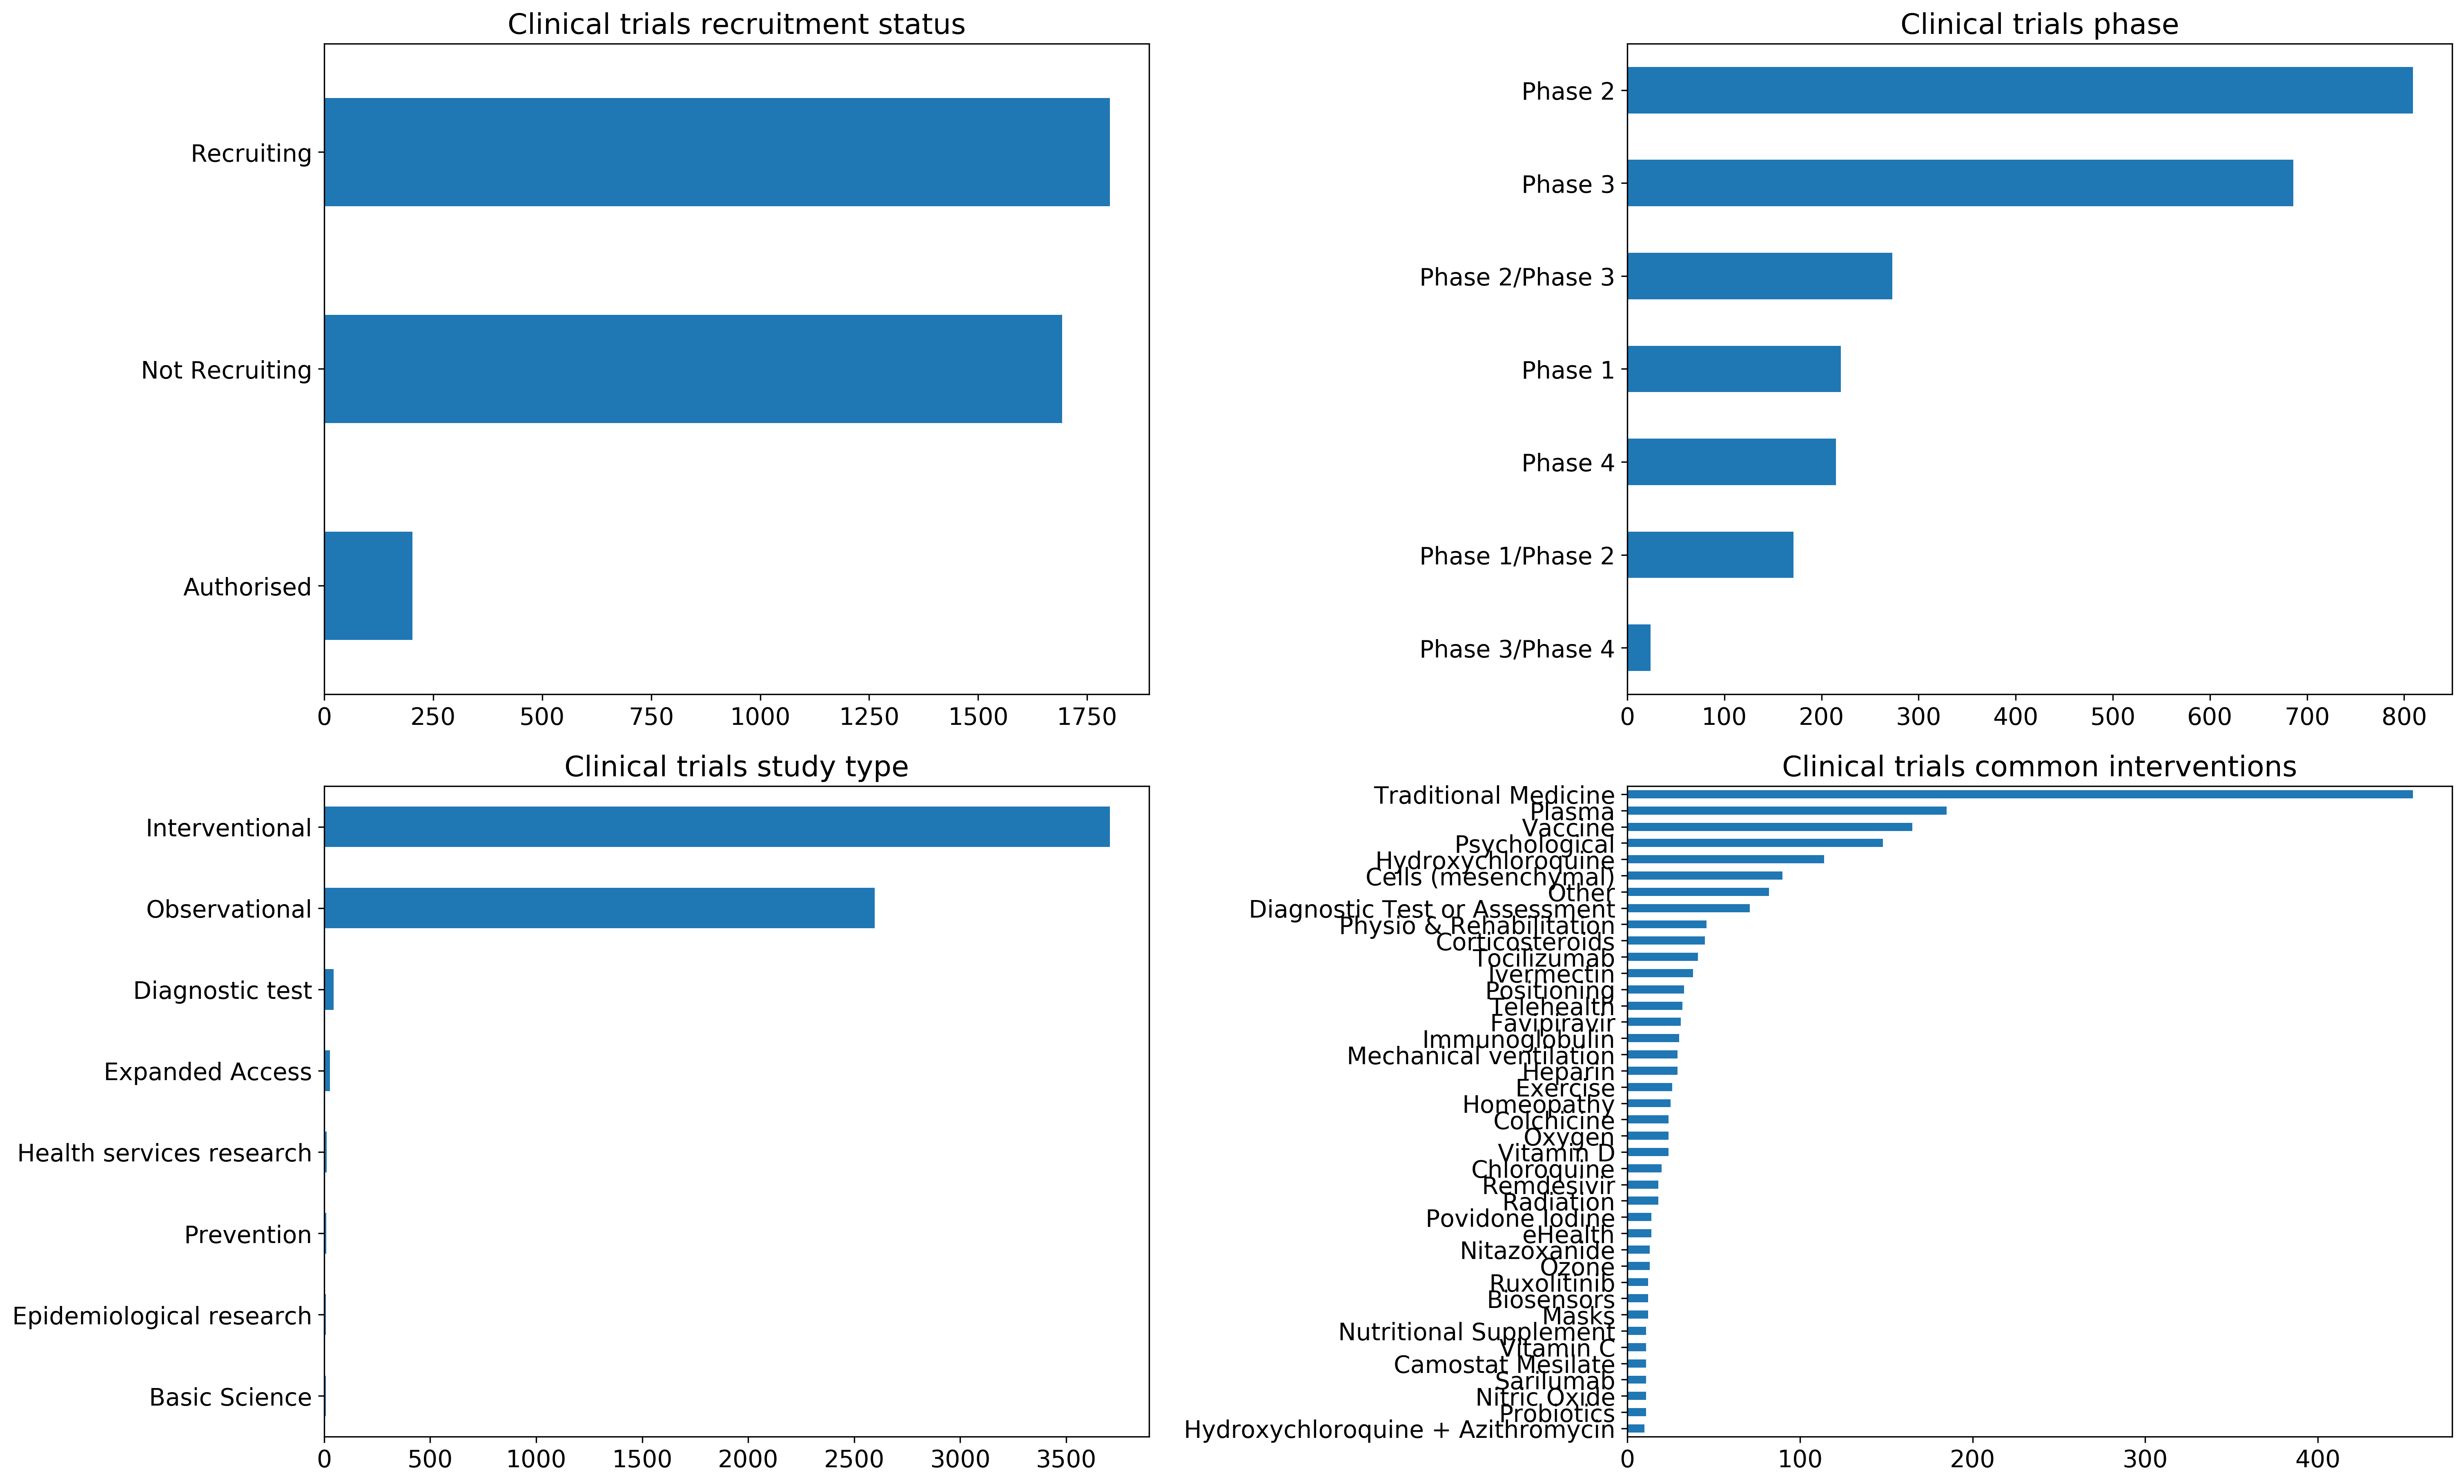 Clinical trials recruitment status
Recruiting
Not Recruiting
Authorised
0 250 500 750 1000 1250 1500 1750
Clinical trials phase
Phase 2
Phase 3
Phase 2/Phase 3
Phase 1
Phase 4
Phase 1/Phase 2
Phase 3/Phase 4
0 100 200 300 400 500 600 700 800
Clinical trials study type
Interventional
Observational
Diagnostic test
Expanded Access
Health services research
Prevention
Epidemiological research
Basic Science
0 500 1000 1500 2000 2500 3000 3500
Clinical trials common interventions
Traditional Medicine
Plasma
Vaccine
Psychological
Hydroxychloroquine
Cells (mesenchymal)
Other
Diagnostic Test or Assessment
Physio & Rehabilitation
Corticosteroids
Tocilizumab
Ivermectin
Positioning
Telehealth
Favipiravir
Immunoglobulin
Mechanical ventilation
Heparin
Exercise
Homeopathy
Colchicine
Oxygen
Vitamin D
Chloroquine
Remdesivir
Radiation
Povidone Iodine
eHealth
Nitazoxanide
Ozone
Ruxolitinib
Biosensors
Masks
Nutritional Supplement
Vitamin C
Camostat Mesilate
Sarilumab
Nitric Oxide
Probiotics
Hydroxychloroquine + Azithromycin
0 100 200 300 400